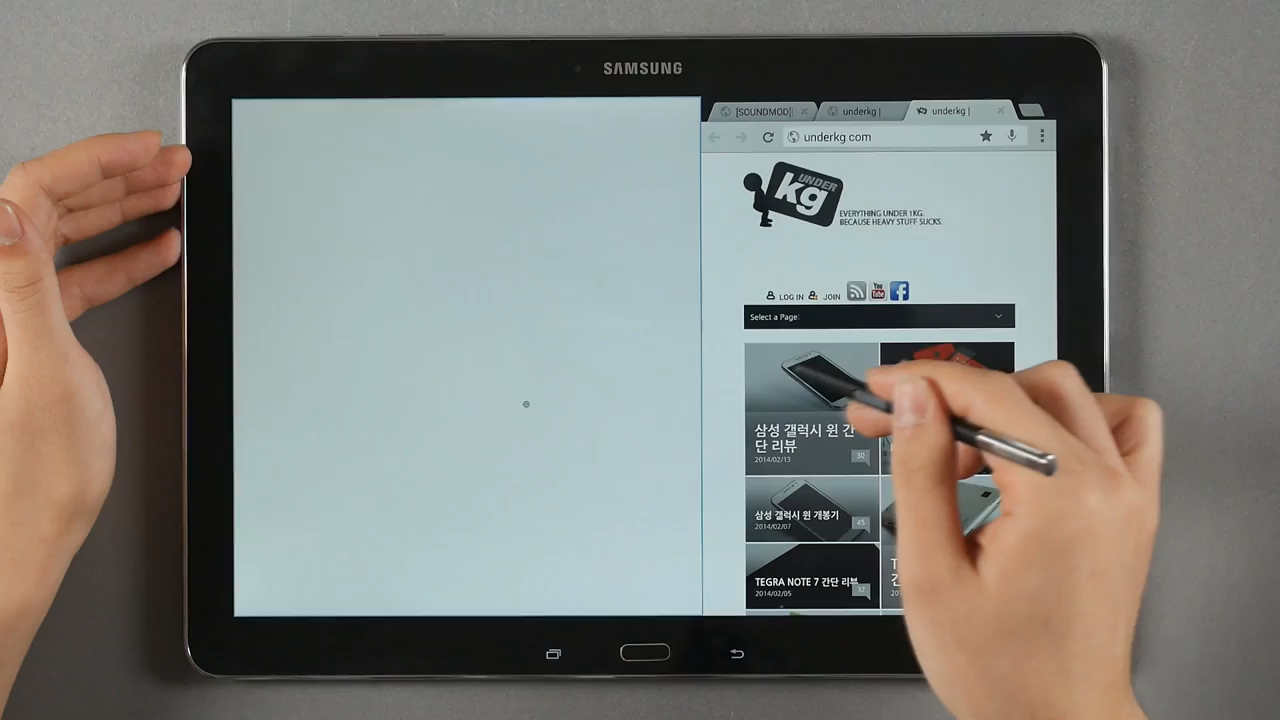 SAMSUNG
[SOUNDMOD]
underkg |
underkg |
underkg com
UNDER
kg
EVERYTHING UNDER 1KG.
BECAUSE HEAVY STUFF SUCKS.
LOG IN
JOIN
You
Tube
f
Select a Page:
삼성 갤럭시 윈 간
단 리뷰
2014/02/13
30
삼성 갤럭시 윈 개봉기
2014/02/07
45
TEGRA NOTE 7 간단 리뷰
2014/02/05
32